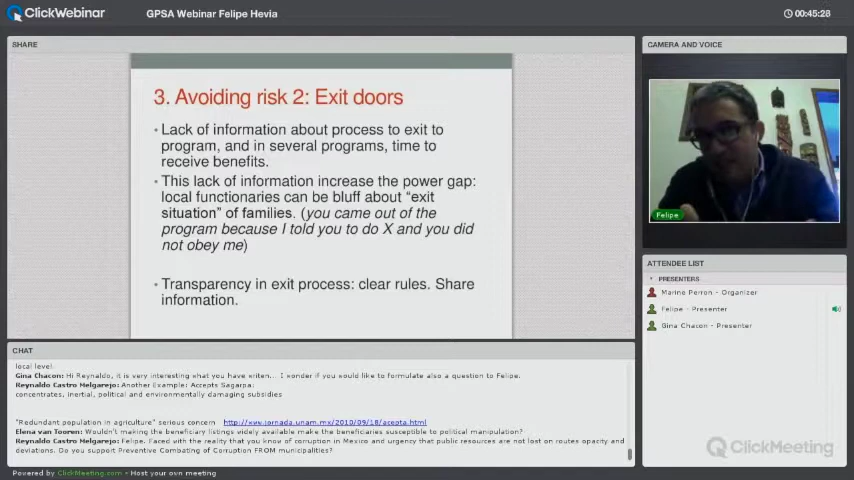 ClickWebinar
GPSA Webinar Felipe Hevia
00:45:28
SHARE
3. Avoiding risk 2: Exit doors
• Lack of information about process to exit to
program, and in several programs, time to
receive benefits.
• This lack of information increase the power gap:
local functionaries can be bluff about “exit
situation” of families. (you came out of the
program because I told you to do X and you did
not obey me)
Transparency in exit process: clear rules. Share
information.
CAMERA AND VOICE
Felipe
ATTENDEE LIST
PRESENTERS
Marine Perron - Organizer
Felipe - Presenter
Gina Chacon - Presenter
CHAT
local level.
Gina Chacon: Hi Reynaldo, it is very interesting what you have writen... I wonder if you would like to formulate also a question to Felipe.
Reynaldo Castro Melgarejo: Another Example: Accepts Sagarpa:
concentrates, inertial, political and environmentally damaging subsidies
"Redundant population in agriculture" serious concern http://www.jornada.unam.mx/2010/09/18/acepta.html
Elena van Tooren: Wouldn't making the beneficiary listings widely available make the beneficiaries susceptible to political manipulation?
Reynaldo Castro Melgarejo: Felipe. Faced with the reality that you know of corruption in Mexico and urgency that public resources are not lost on routes opacity and
deviations. Do you support Preventive Combating of Corruption FROM municipalities?
ClickMeeting
Powered by ClickMeeting.com • Host your own meeting